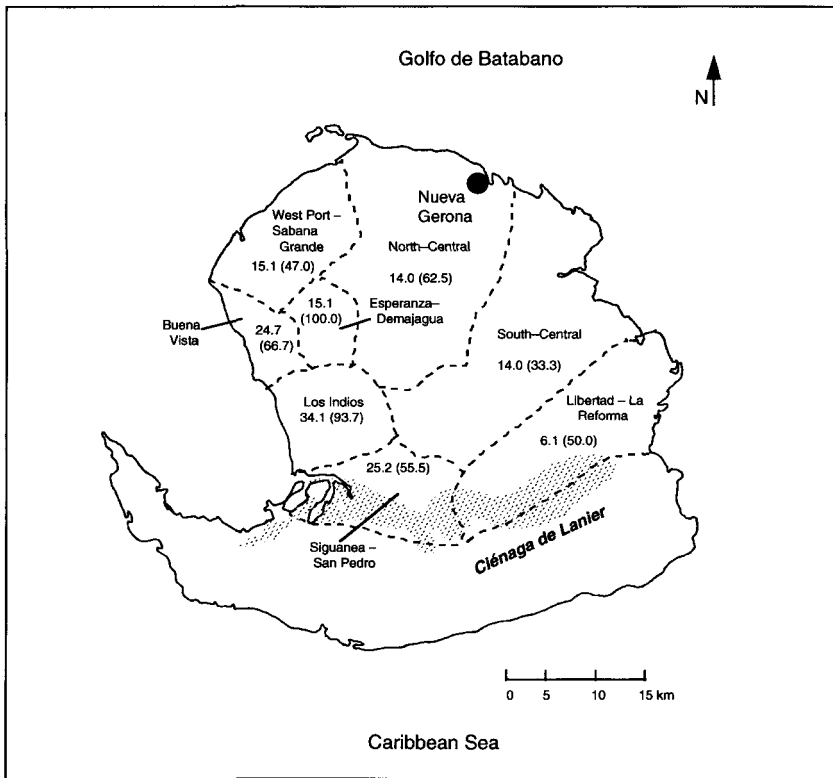 Golfo de Batabano
N
Nueva
Gerona
West Port –
Sabana
Grande
15.1 (47.0)
North–Central
14.0 (62.5)
15.1
(100.0)
Esperanza–
Demajagua
Buena
Vista
24.7
(66.7)
South–Central
14.0 (33.3)
Los Indios
34.1 (93.7)
Libertad – La
Reforma
6.1 (50.0)
25.2 (55.5)
Siguanea –
San Pedro
Ciénaga de Lanier
0 5 10 15 km
Caribbean Sea